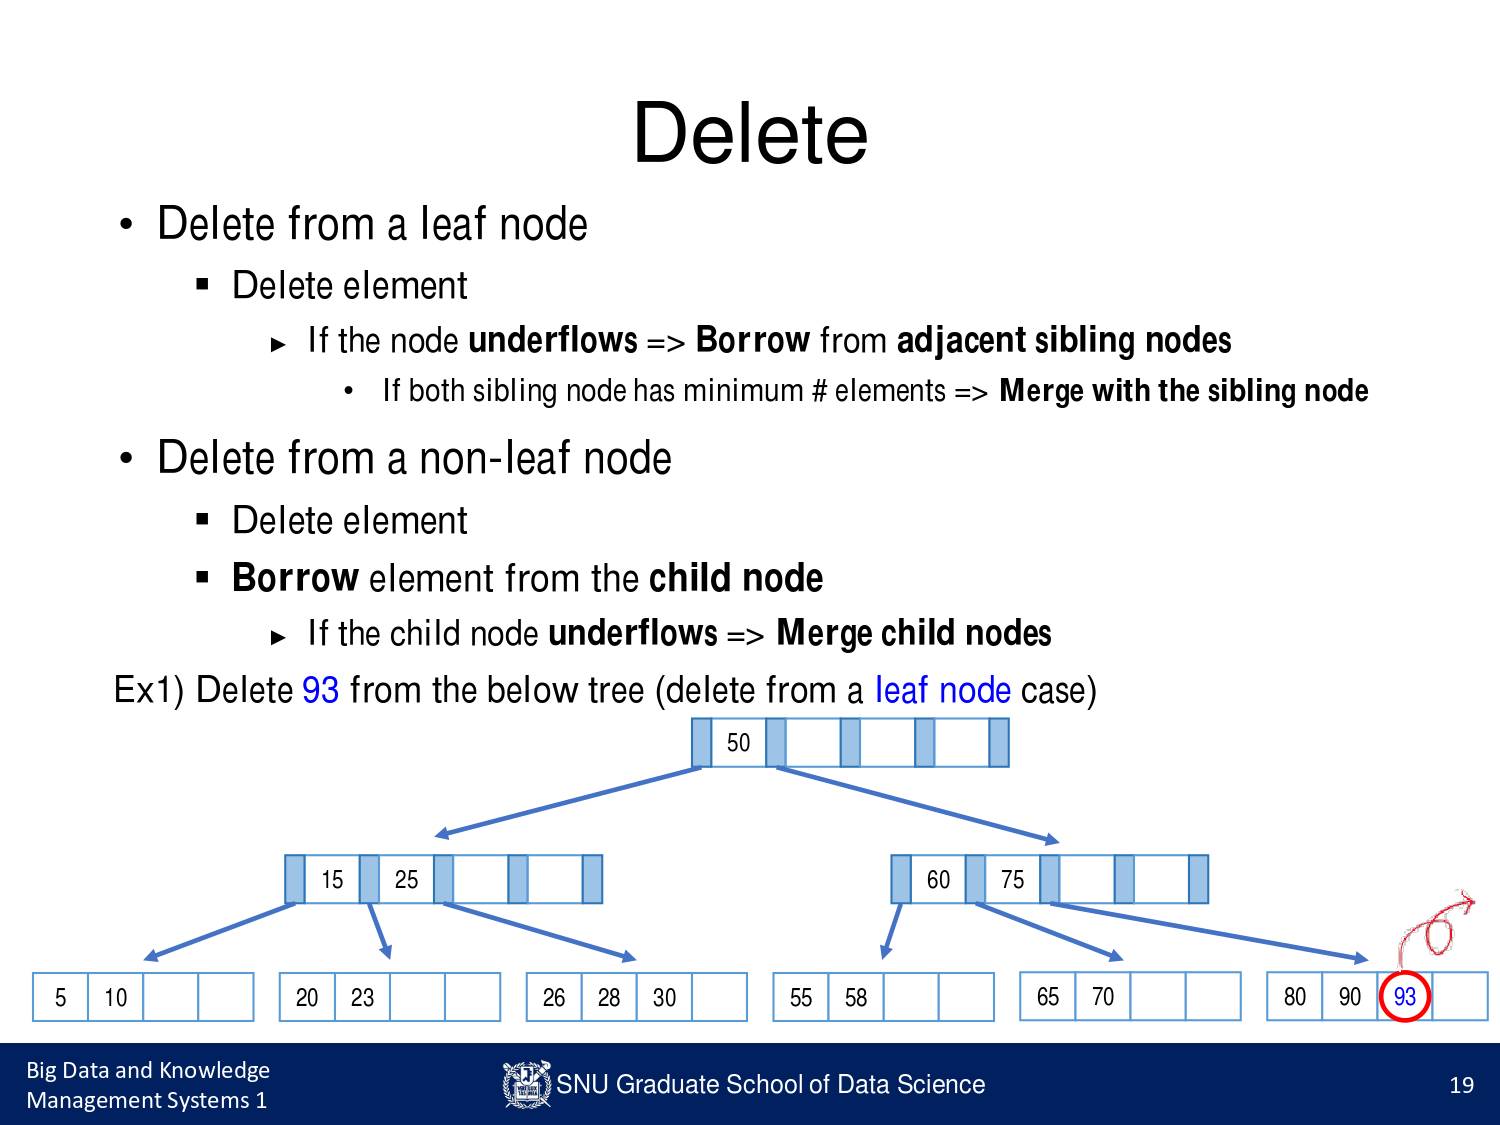 Delete
• Delete from a leaf node
▪ Delete element
► If the node underflows => Borrow from adjacent sibling nodes
• If both sibling node has minimum # elements => Merge with the sibling node
• Delete from a non-leaf node
▪ Delete element
▪ Borrow element from the child node
► If the child node underflows => Merge child nodes
Ex1) Delete 93 from the below tree (delete from a leaf node case)
50
15 25
60 75
5 10
20 23
26 28 30
55 58
65 70
80 90 93
Big Data and Knowledge
Management Systems 1
SNU Graduate School of Data Science
19